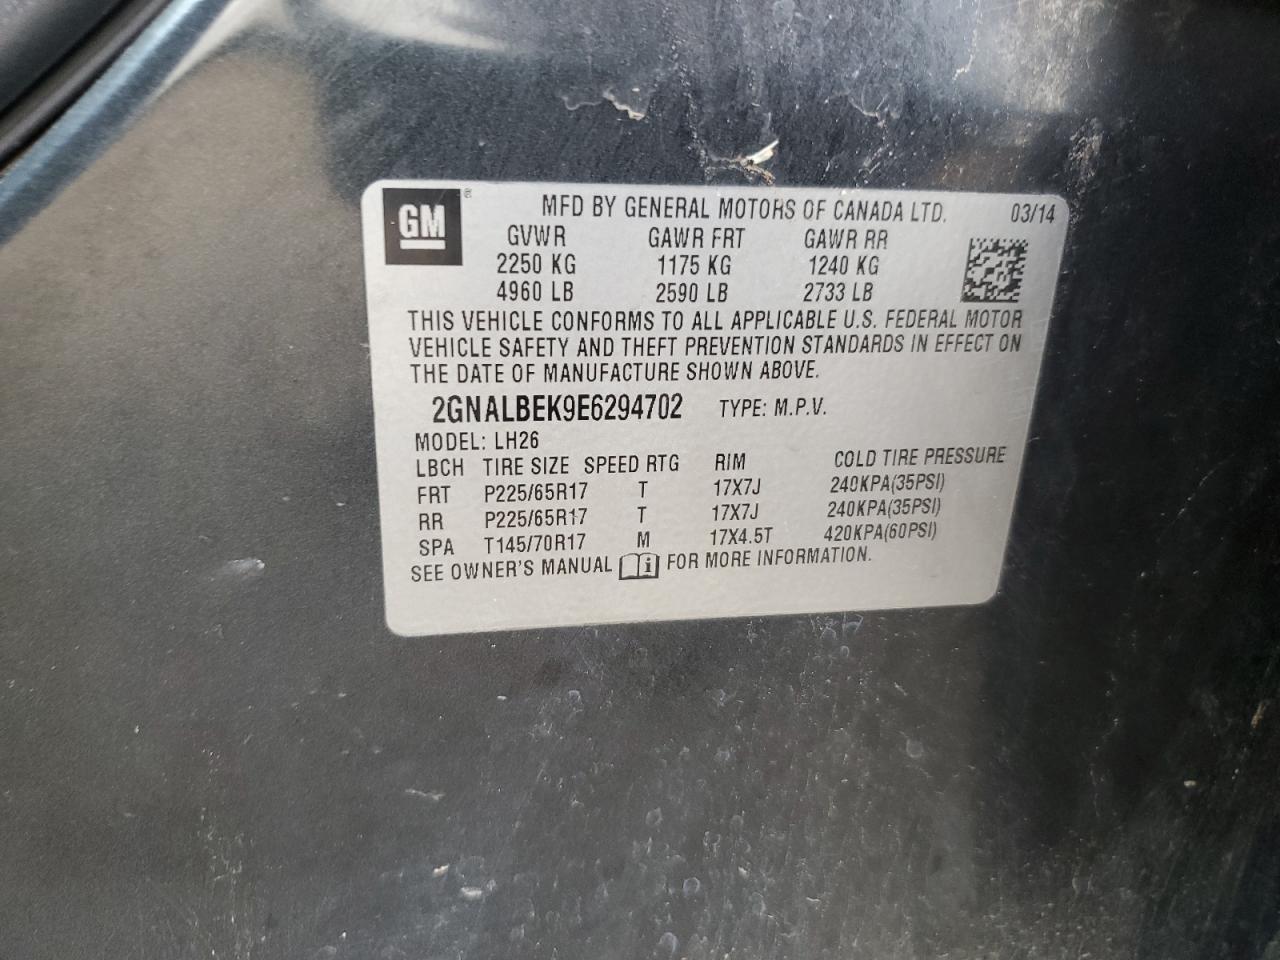 GM ®
MFD BY GENERAL MOTORS OF CANADA LTD. 03/14
GVWR GAWR FRT GAWR RR
2250 KG 1175 KG 1240 KG
4960 LB 2590 LB 2733 LB
THIS VEHICLE CONFORMS TO ALL APPLICABLE U.S. FEDERAL MOTOR
VEHICLE SAFETY AND THEFT PREVENTION STANDARDS IN EFFECT ON
THE DATE OF MANUFACTURE SHOWN ABOVE.
2GNALBEK9E6294702 TYPE: M.P.V.
MODEL: LH26
LBCH TIRE SIZE SPEED RTG RIM COLD TIRE PRESSURE
FRT P225/65R17 T 17X7J 240KPA(35PSI)
RR P225/65R17 T 17X7J 240KPA(35PSI)
SPA T145/70R17 M 17X4.5T 420KPA(60PSI)
SEE OWNER'S MANUAL i FOR MORE INFORMATION.